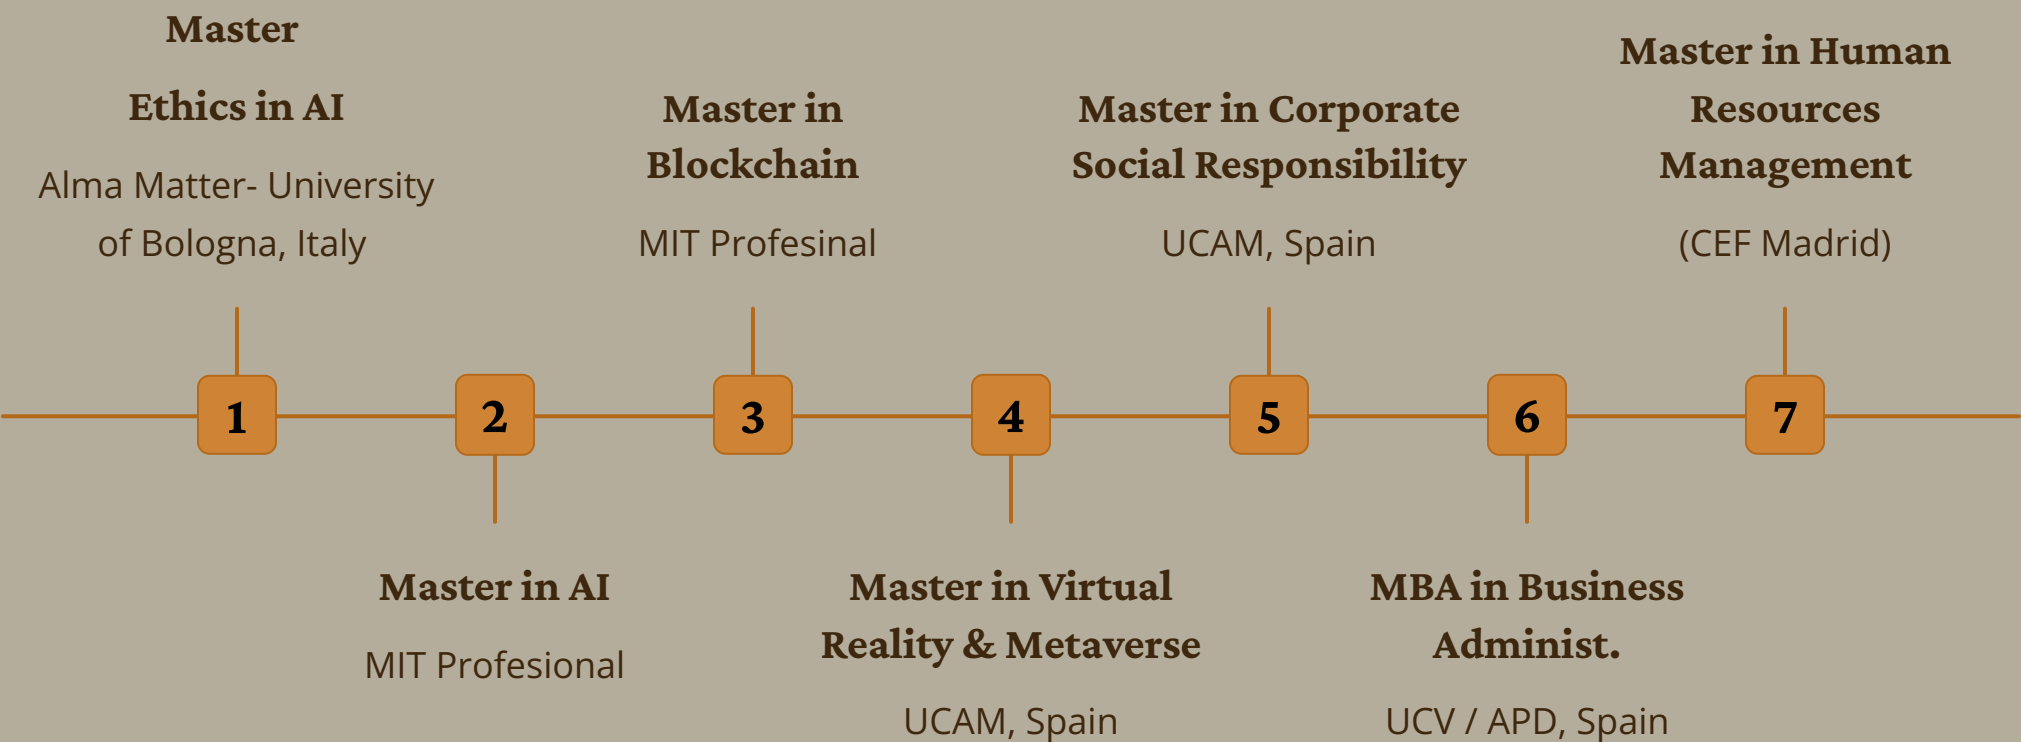 Master
Ethics in AI
Alma Matter- University
of Bologna, Italy
1
Master in AI
MIT Profesional
2
Master in
Blockchain
MIT Profesinal
3
Master in Virtual
Reality & Metaverse
UCAM, Spain
4
Master in Corporate
Social Responsibility
UCAM, Spain
5
MBA in Business
Administ.
UCV / APD, Spain
6
Master in Human
Resources
Management
(CEF Madrid)
7